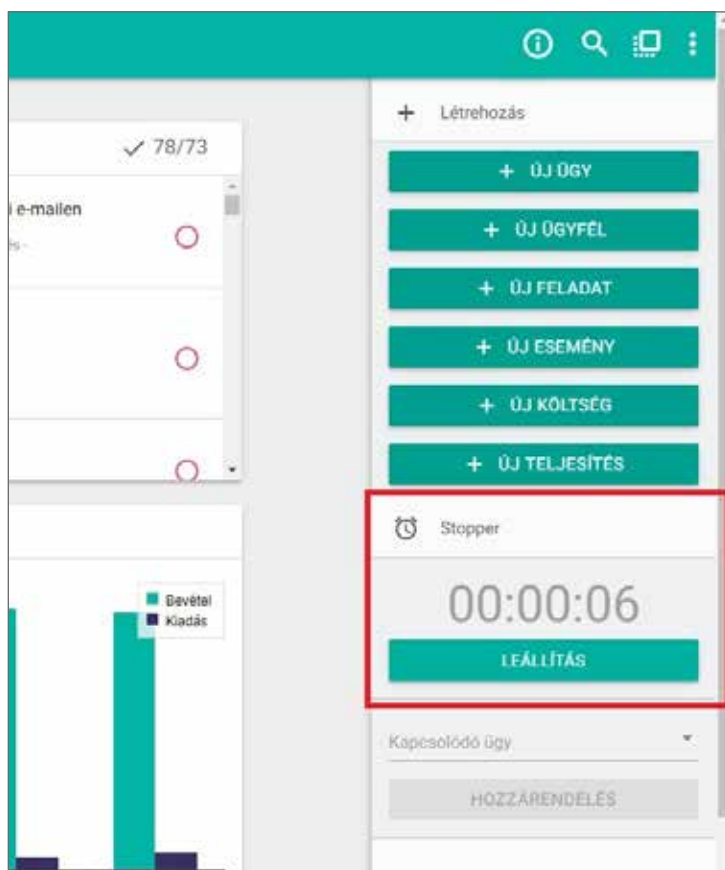 Létrehozás
78/73
+ ÚJ ÜGY
i e-mailen
+ ÚJ ÜGYFÉL
+ ÚJ FELADAT
+ ÚJ ESEMÉNY
+ ÚJ KÖLTSÉG
+ ÚJ TELJESÍTÉS
Stopper
00:00:06
Bevétel
Kiadás
LEÁLLÍTÁS
Kapcsolódó ügy
HOZZÁRENDELÉS